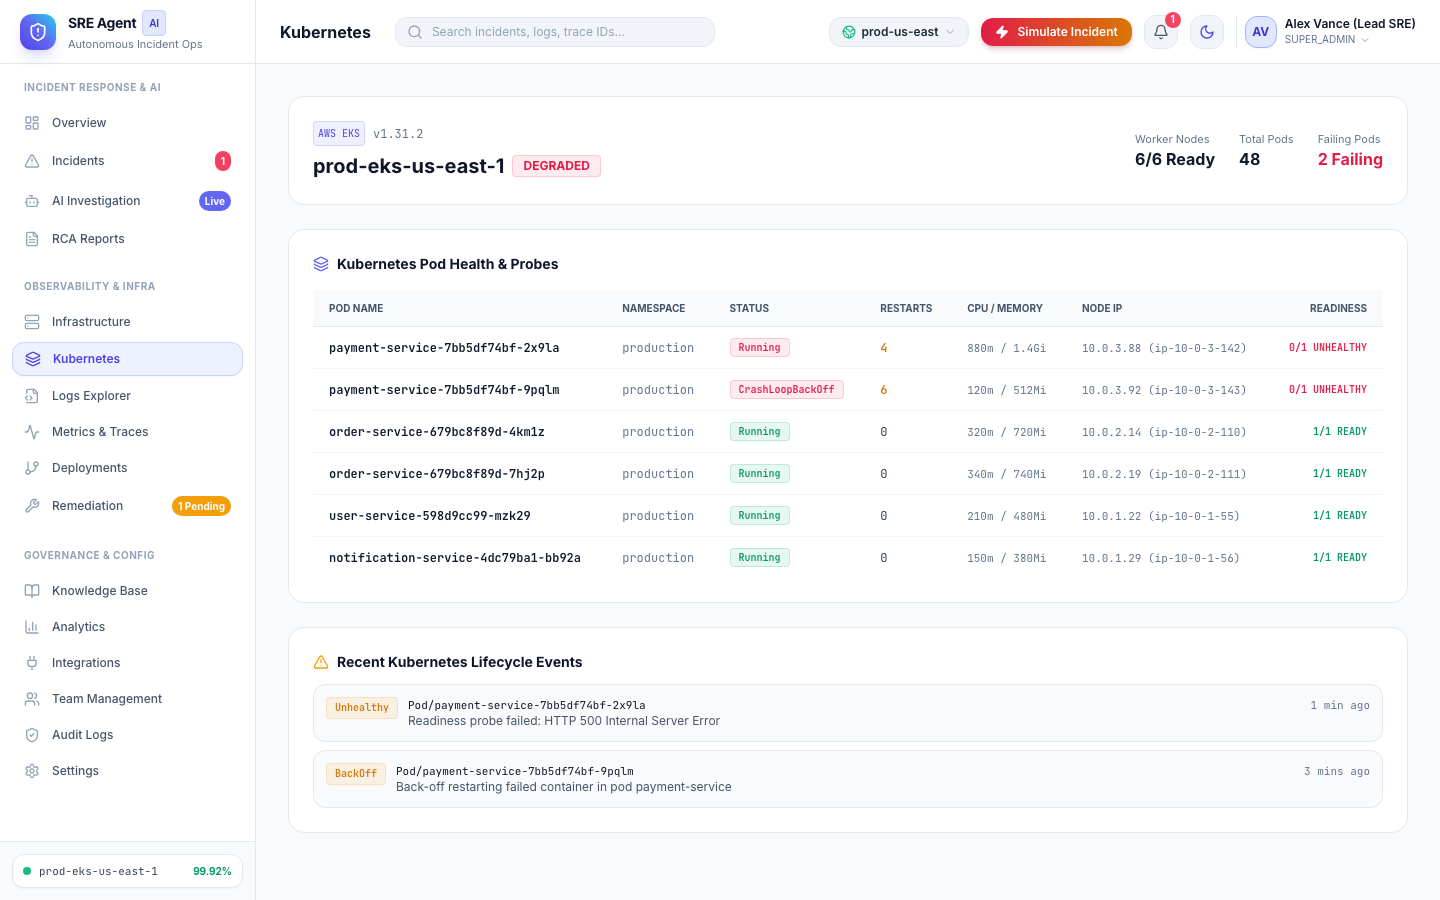 SRE Agent AI
Autonomous Incident Ops
INCIDENT RESPONSE & AI
Overview
Incidents 1
AI Investigation Live
RCA Reports
OBSERVABILITY & INFRA
Infrastructure
Kubernetes
Logs Explorer
Metrics & Traces
Deployments
Remediation 1 Pending
GOVERNANCE & CONFIG
Knowledge Base
Analytics
Integrations
Team Management
Audit Logs
Settings
prod-eks-us-east-1 99.92%
Kubernetes
Search incidents, logs, trace IDs...
prod-us-east
Simulate Incident
1
AV
Alex Vance (Lead SRE)
SUPER_ADMIN
AWS EKS v1.31.2
prod-eks-us-east-1 DEGRADED
Worker Nodes Total Pods Failing Pods
6/6 Ready 48 2 Failing
Kubernetes Pod Health & Probes
POD NAME NAMESPACE STATUS RESTARTS CPU / MEMORY NODE IP READINESS
payment-service-7bb5df74bf-2x9la production Running 4 880m / 1.4Gi 10.0.3.88 (ip-10-0-3-142) 0/1 UNHEALTHY
payment-service-7bb5df74bf-9pqlm production CrashLoopBackOff 6 120m / 512Mi 10.0.3.92 (ip-10-0-3-143) 0/1 UNHEALTHY
order-service-679bc8f89d-4km1z production Running 0 320m / 720Mi 10.0.2.14 (ip-10-0-2-110) 1/1 READY
order-service-679bc8f89d-7hj2p production Running 0 340m / 740Mi 10.0.2.19 (ip-10-0-2-111) 1/1 READY
user-service-598d9cc99-mzk29 production Running 0 210m / 480Mi 10.0.1.22 (ip-10-0-1-55) 1/1 READY
notification-service-4dc79ba1-bb92a production Running 0 150m / 380Mi 10.0.1.29 (ip-10-0-1-56) 1/1 READY
Recent Kubernetes Lifecycle Events
Unhealthy Pod/payment-service-7bb5df74bf-2x9la 1 min ago
Readiness probe failed: HTTP 500 Internal Server Error
BackOff Pod/payment-service-7bb5df74bf-9pqlm 3 mins ago
Back-off restarting failed container in pod payment-service